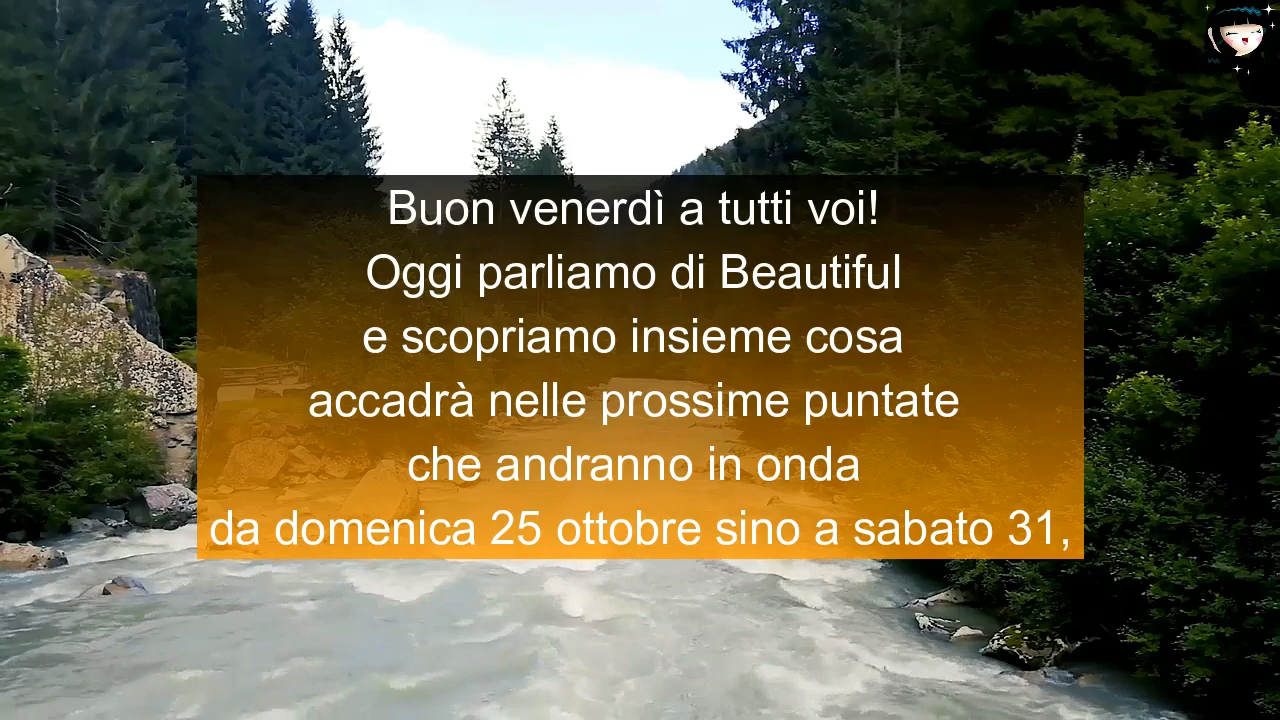 Buon venerdì a tutti voi!
Oggi parliamo di Beautiful
e scopriamo insieme cosa
accadrà nelle prossime puntate
che andranno in onda
da domenica 25 ottobre sino a sabato 31,